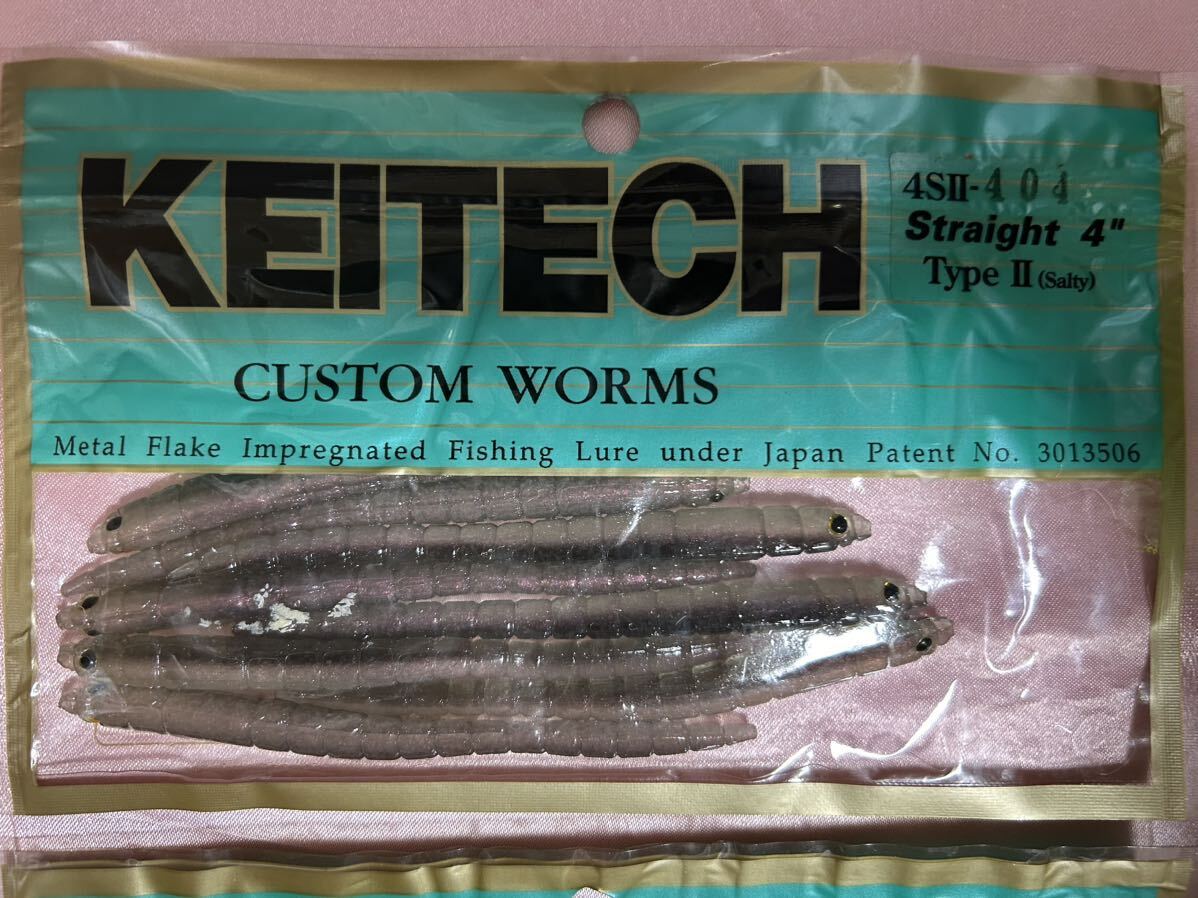 KEITECH
4SII-404
Straight 4"
Type II (Salty)
CUSTOM WORMS
Metal Flake Impregnated Fishing Lure under Japan Patent No. 3013506